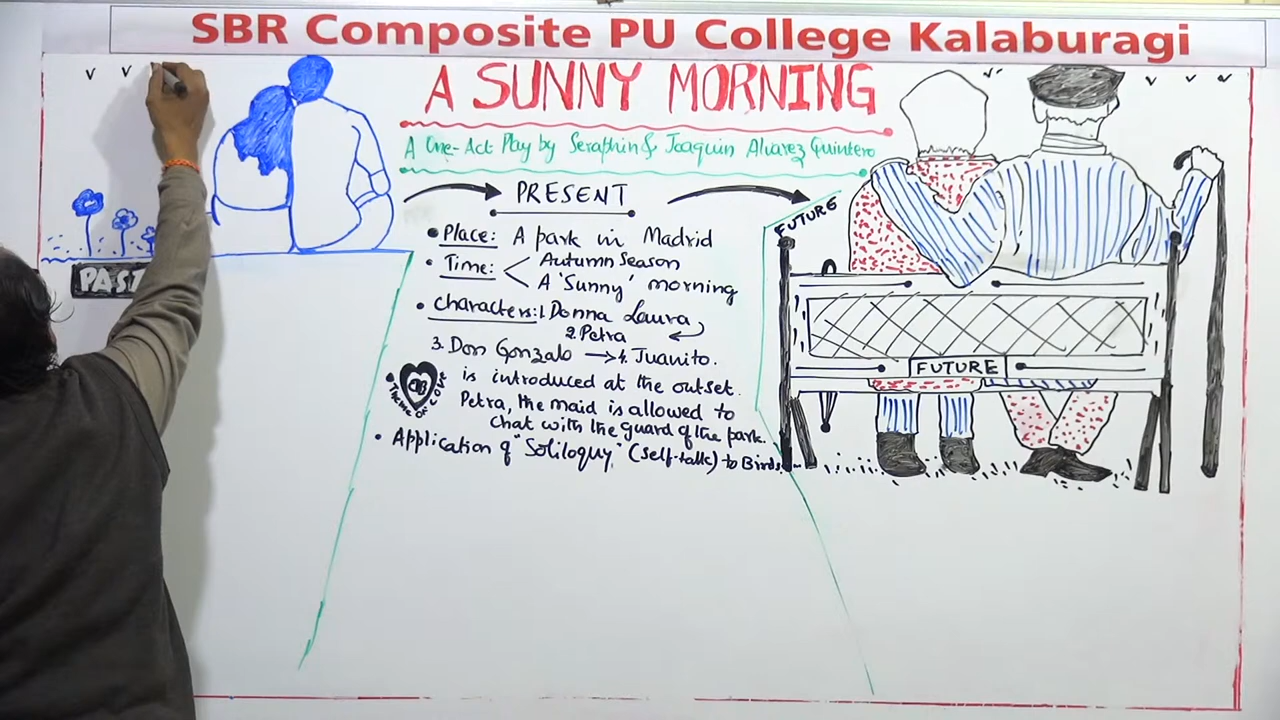 SBR Composite PU College Kalaburagi
A SUNNY MORNING
A One-Act Play by Seraphin & Joaquin Alvarez Quintero
PAST
PRESENT
• Place: A park in Madrid
• Time: Autumn Season
A 'Sunny' morning
• Characters: 1. Donna Laura
2. Petra
3. Don Gonzalo → 4. Juanito.
• THEME OF LOVE
is introduced at the outset.
Petra, the maid is allowed to
chat with the guard of the park.
• Application of "Soliloquy" (Self-talk) to Birds...
FUTURE
FUTURE